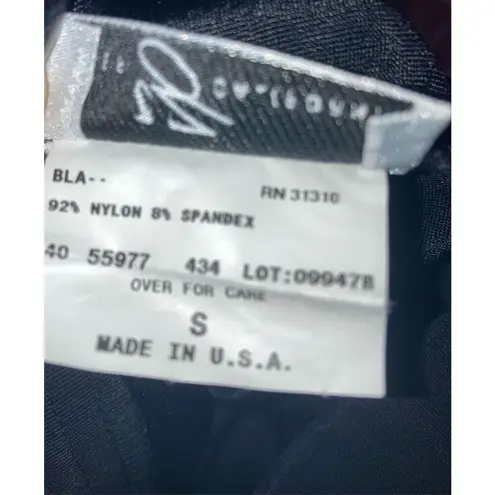 BLA--
RN 31310
92% NYLON 8% SPANDEX
40 55977 434 LOT:09947B
OVER FOR CARE
S
MADE IN U.S.A.